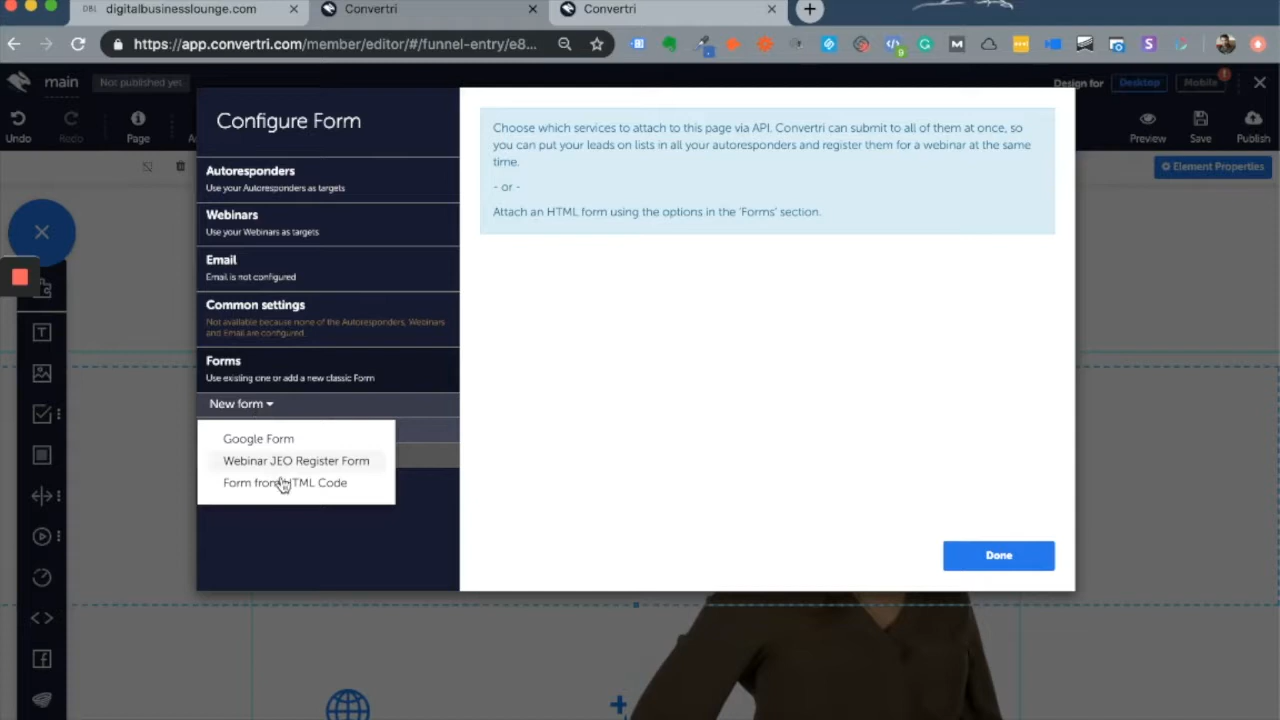 DBL digitalbusinesslounge.com
Convertri
Convertri
https://app.convertri.com/member/editor/#/funnel-entry/e8...
9
main
Not published yet
Design for
Desktop
Mobile
Undo
Redo
Page
Preview
Save
Publish
Element Properties
Configure Form
Autoresponders
Use your Autoresponders as targets
Webinars
Use your Webinars as targets
Email
Email is not configured
Common settings
Not available because none of the Autoresponders, Webinars
and Email are configured.
Forms
Use existing one or add a new classic Form
New form
Google Form
Webinar JEO Register Form
Form from HTML Code
Choose which services to attach to this page via API. Convertri can submit to all of them at once, so
you can put your leads on lists in all your autoresponders and register them for a webinar at the same
time.
- or -
Attach an HTML form using the options in the 'Forms' section.
Done